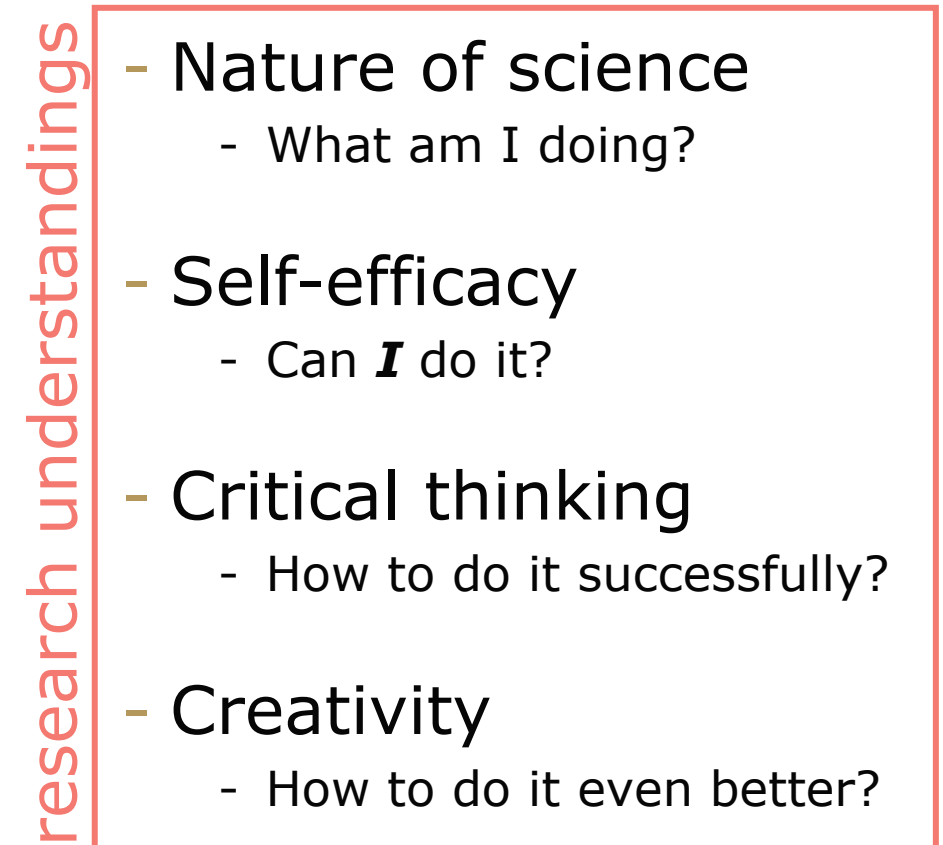 research understandings
- Nature of science
- What am I doing?
- Self-efficacy
- Can I do it?
- Critical thinking
- How to do it successfully?
- Creativity
- How to do it even better?